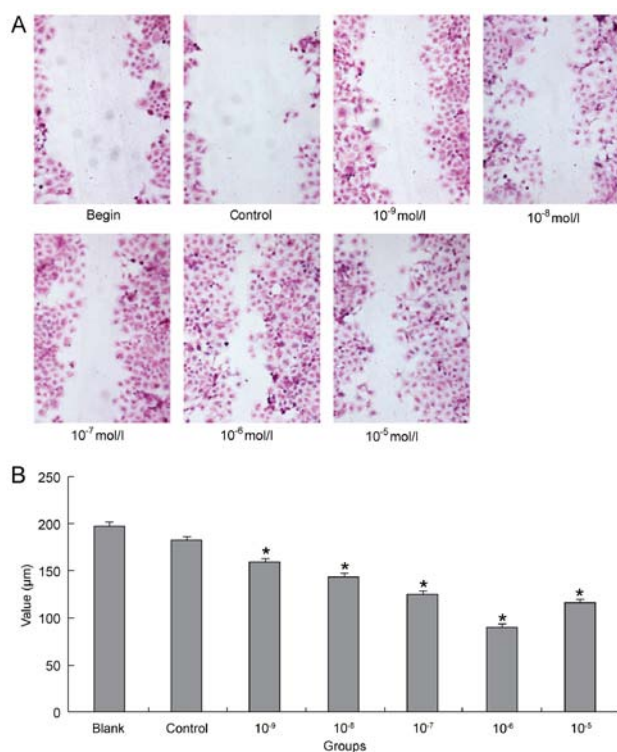 A
Begin
Control
10⁻⁹ mol/l
10⁻⁸ mol/l
10⁻⁷ mol/l
10⁻⁶ mol/l
10⁻⁵ mol/l
B
Value (µm)
250
200
150
100
50
0
* * * * *
Blank Control 10⁻⁹ 10⁻⁸ 10⁻⁷ 10⁻⁶ 10⁻⁵
Groups